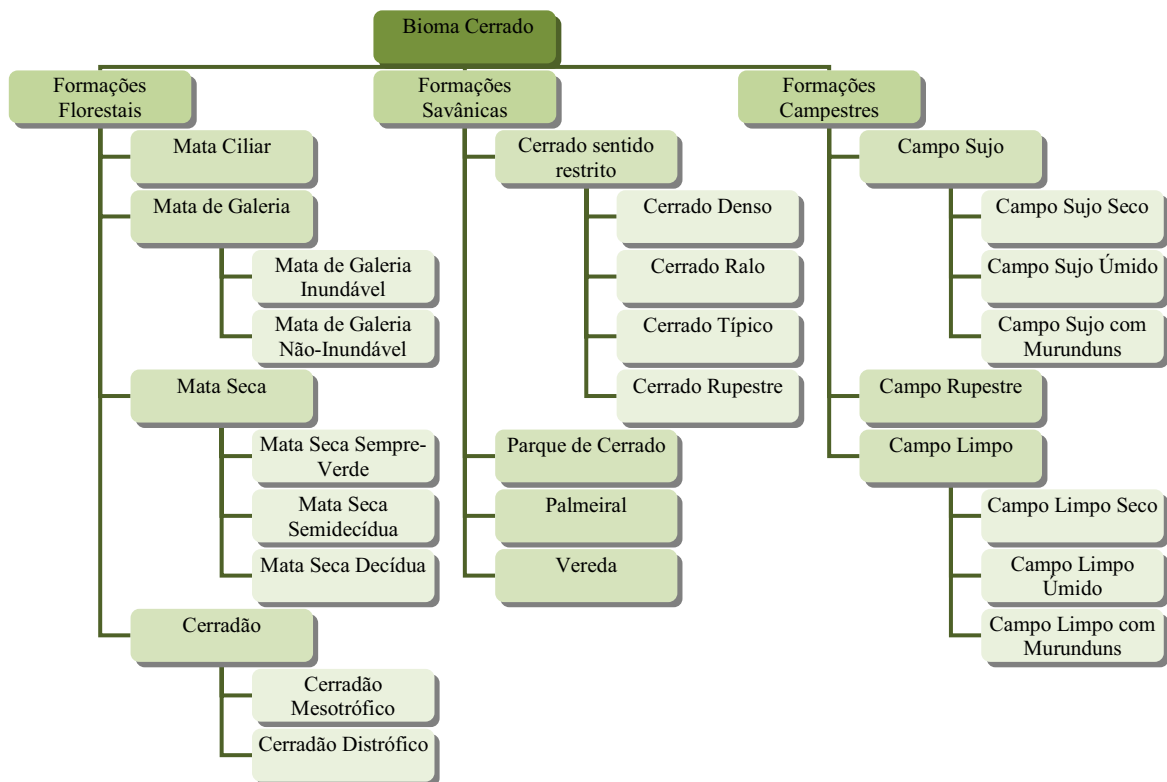 Bioma Cerrado
Formações
Florestais
Mata Ciliar
Mata de Galeria
Mata de Galeria
Inundável
Mata de Galeria
Não-Inundável
Mata Seca
Mata Seca Sempre-
Verde
Mata Seca
Semidecídua
Mata Seca Decídua
Cerradão
Cerradão
Mesotrófico
Cerradão Distrófico
Formações
Savânicas
Cerrado sentido
restrito
Cerrado Denso
Cerrado Ralo
Cerrado Típico
Cerrado Rupestre
Parque de Cerrado
Palmeiral
Vereda
Formações
Campestres
Campo Sujo
Campo Sujo Seco
Campo Sujo Úmido
Campo Sujo com
Murunduns
Campo Rupestre
Campo Limpo
Campo Limpo Seco
Campo Limpo
Úmido
Campo Limpo com
Murunduns